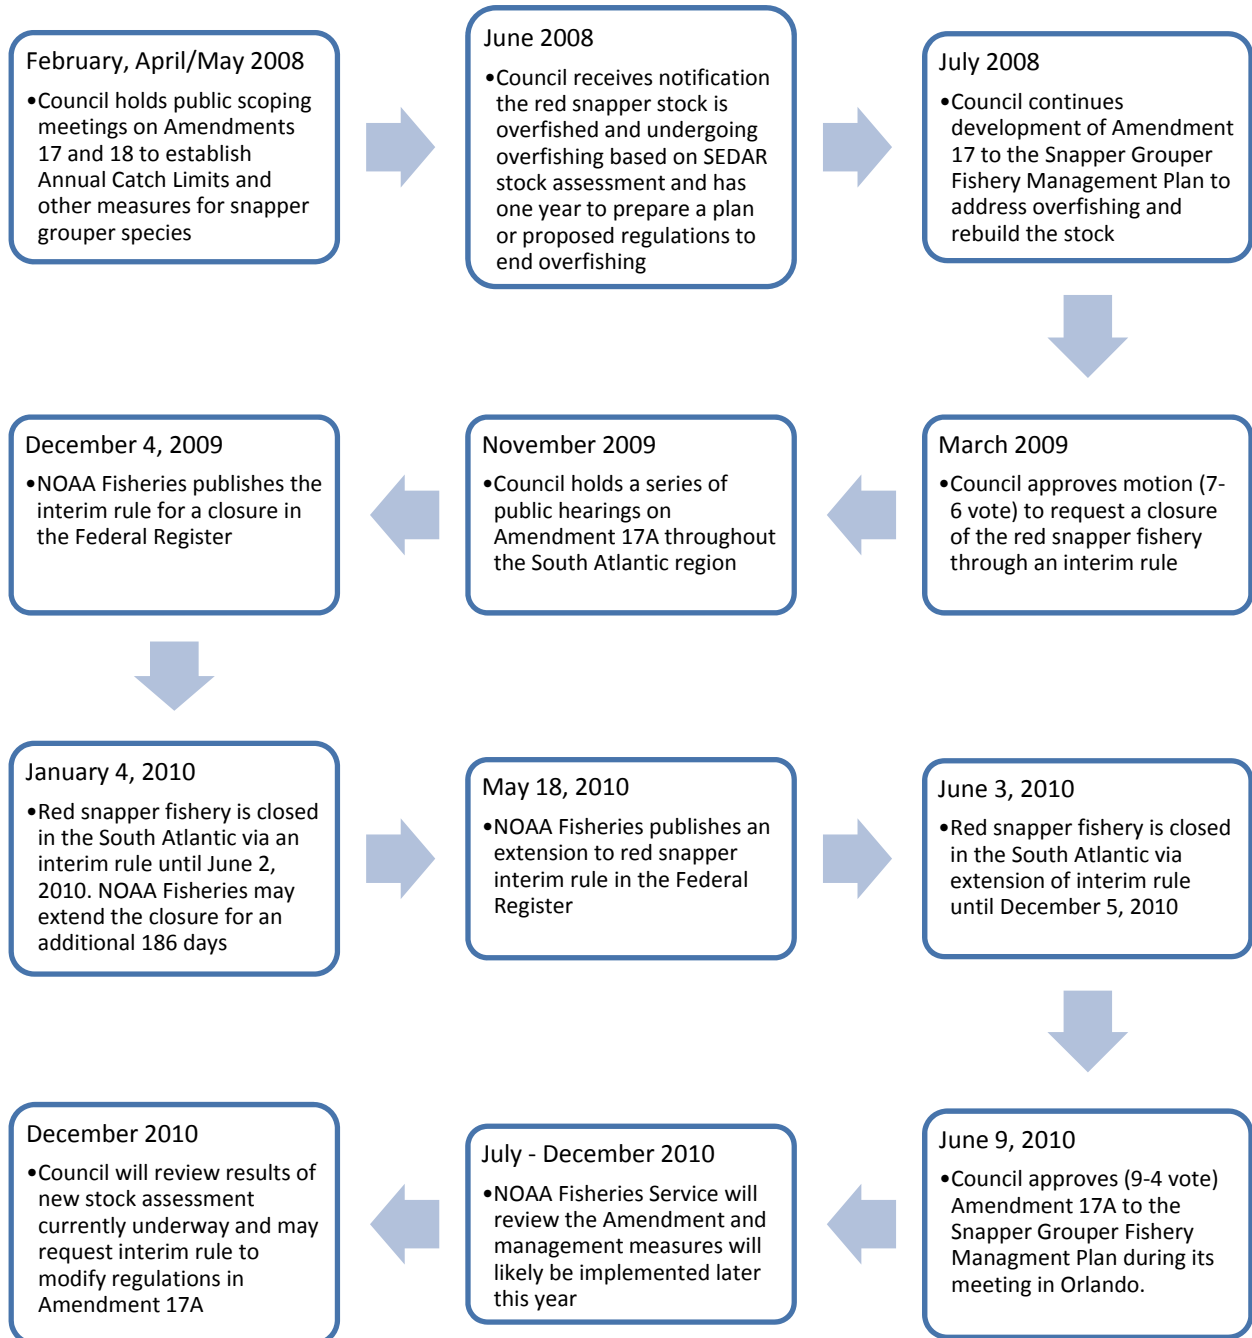 February, April/May 2008
•Council holds public scoping
meetings on Amendments
17 and 18 to establish
Annual Catch Limits and
other measures for snapper
grouper species
June 2008
•Council receives notification
the red snapper stock is
overfished and undergoing
overfishing based on SEDAR
stock assessment and has
one year to prepare a plan
or proposed regulations to
end overfishing
July 2008
•Council continues
development of Amendment
17 to the Snapper Grouper
Fishery Management Plan to
address overfishing and
rebuild the stock
March 2009
•Council approves motion (7-
6 vote) to request a closure
of the red snapper fishery
through an interim rule
November 2009
•Council holds a series of
public hearings on
Amendment 17A throughout
the South Atlantic region
December 4, 2009
•NOAA Fisheries publishes the
interim rule for a closure in
the Federal Register
January 4, 2010
•Red snapper fishery is closed
in the South Atlantic via an
interim rule until June 2,
2010. NOAA Fisheries may
extend the closure for an
additional 186 days
May 18, 2010
•NOAA Fisheries publishes an
extension to red snapper
interim rule in the Federal
Register
June 3, 2010
•Red snapper fishery is closed
in the South Atlantic via
extension of interim rule
until December 5, 2010
June 9, 2010
•Council approves (9-4 vote)
Amendment 17A to the
Snapper Grouper Fishery
Managment Plan during its
meeting in Orlando.
July - December 2010
•NOAA Fisheries Service will
review the Amendment and
management measures will
likely be implemented later
this year
December 2010
•Council will review results of
new stock assessment
currently underway and may
request interim rule to
modify regulations in
Amendment 17A